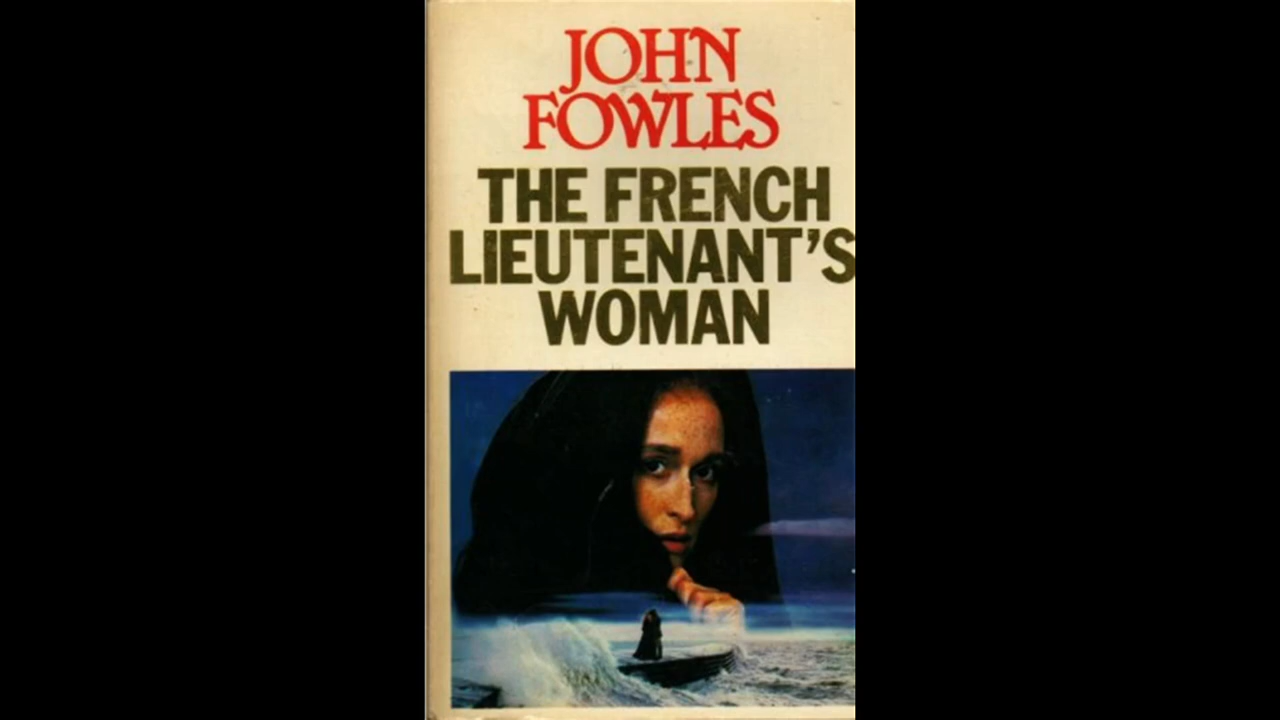 JOHN
FOWLES
THE FRENCH
LIEUTENANT'S
WOMAN